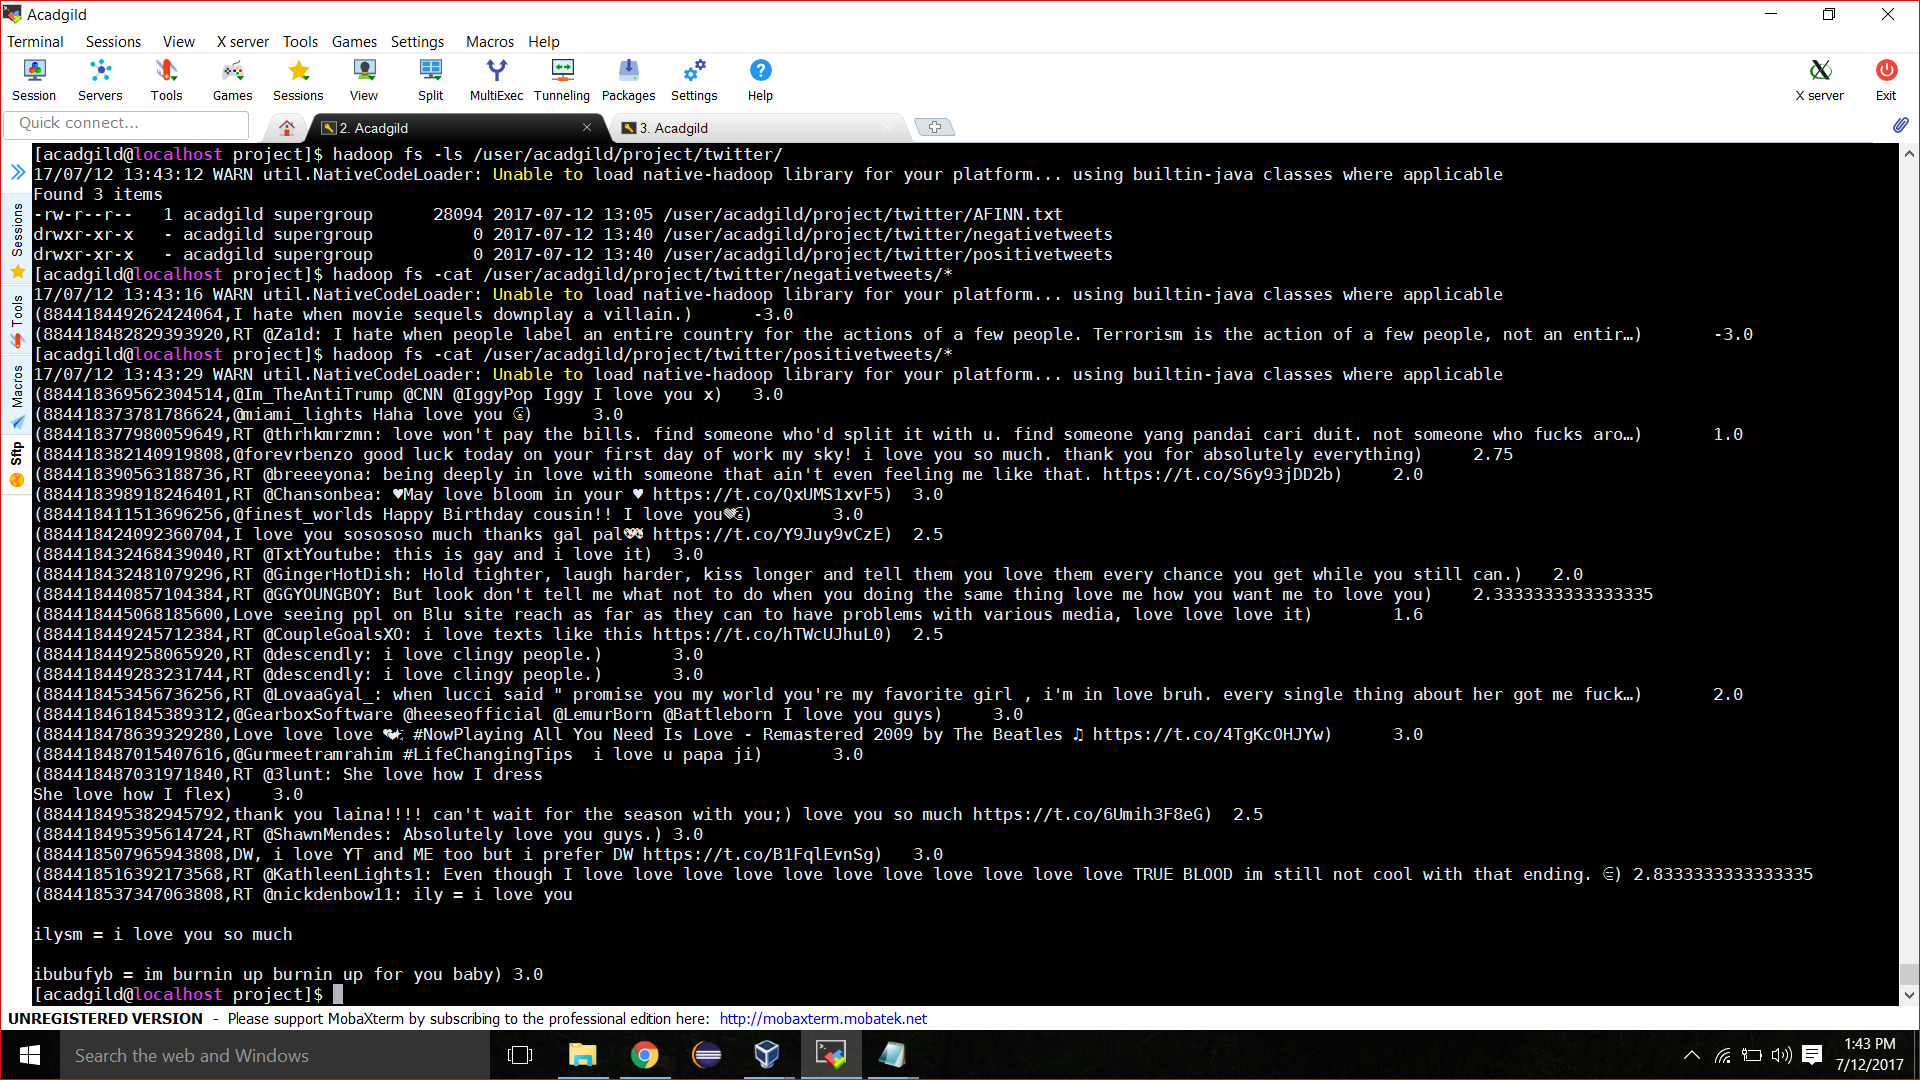 Acadgild
Terminal Sessions View X server Tools Games Settings Macros Help
Session Servers Tools Games Sessions View Split MultiExec Tunneling Packages Settings Help X server Exit
Quick connect... 2. Acadgild 3. Acadgild
Sessions
Tools
Macros
Sftp
[acadgild@localhost project]$ hadoop fs -ls /user/acadgild/project/twitter/
17/07/12 13:43:12 WARN util.NativeCodeLoader: Unable to load native-hadoop library for your platform... using builtin-java classes where applicable
Found 3 items
-rw-r--r--   1 acadgild supergroup      28094 2017-07-12 13:05 /user/acadgild/project/twitter/AFINN.txt
drwxr-xr-x   - acadgild supergroup          0 2017-07-12 13:40 /user/acadgild/project/twitter/negativetweets
drwxr-xr-x   - acadgild supergroup          0 2017-07-12 13:40 /user/acadgild/project/twitter/positivetweets
[acadgild@localhost project]$ hadoop fs -cat /user/acadgild/project/twitter/negativetweets/*
17/07/12 13:43:16 WARN util.NativeCodeLoader: Unable to load native-hadoop library for your platform... using builtin-java classes where applicable
(884418449262424064,I hate when movie sequels downplay a villain.)      -3.0
(884418482829393920,RT @Za1d: I hate when people label an entire country for the actions of a few people. Terrorism is the action of a few people, not an entir…)       -3.0
[acadgild@localhost project]$ hadoop fs -cat /user/acadgild/project/twitter/positivetweets/*
17/07/12 13:43:29 WARN util.NativeCodeLoader: Unable to load native-hadoop library for your platform... using builtin-java classes where applicable
(884418369562304514,@Im_TheAntiTrump @CNN @IggyPop Iggy I love you x)   3.0
(884418373781786624,@miami_lights Haha love you )      3.0
(884418377980059649,RT @thrhkmrzmn: love won't pay the bills. find someone who'd split it with u. find someone yang pandai cari duit. not someone who fucks aro…)       1.0
(884418382140919808,@forevrbenzo good luck today on your first day of work my sky! i love you so much. thank you for absolutely everything)     2.75
(884418390563188736,RT @breeeyona: being deeply in love with someone that ain't even feeling me like that. https://t.co/S6y93jDD2b)     2.0
(884418398918246401,RT @Chansonbea: ♥May love bloom in your ♥ https://t.co/QxUMS1xvF5)  3.0
(884418411513696256,@finest_worlds Happy Birthday cousin!! I love you)        3.0
(884418424092360704,I love you sosososo much thanks gal pal https://t.co/Y9Juy9vCzE)  2.5
(884418432468439040,RT @TxtYoutube: this is gay and i love it)  3.0
(884418432481079296,RT @GingerHotDish: Hold tighter, laugh harder, kiss longer and tell them you love them every chance you get while you still can.)   2.0
(884418440857104384,RT @GGYOUNGBOY: But look don't tell me what not to do when you doing the same thing love me how you want me to love you)    2.3333333333333335
(884418445068185600,Love seeing ppl on Blu site reach as far as they can to have problems with various media, love love love it)        1.6
(884418449245712384,RT @CoupleGoalsXO: i love texts like this https://t.co/hTWcUJhuL0)  2.5
(884418449258065920,RT @descendly: i love clingy people.)       3.0
(884418449283231744,RT @descendly: i love clingy people.)       3.0
(884418453456736256,RT @LovaaGyal_: when lucci said " promise you my world you're my favorite girl , i'm in love bruh. every single thing about her got me fuck…)       2.0
(884418461845389312,@GearboxSoftware @heeseofficial @LemurBorn @Battleborn I love you guys)     3.0
(884418478639329280,Love love love  #NowPlaying All You Need Is Love - Remastered 2009 by The Beatles ♫ https://t.co/4TgKcOHJYw)      3.0
(884418487015407616,@Gurmeetramrahim #LifeChangingTips  i love u papa ji)       3.0
(884418487031971840,RT @3lunt: She love how I dress
She love how I flex)    3.0
(884418495382945792,thank you laina!!!! can't wait for the season with you;) love you so much https://t.co/6Umih3F8eG)  2.5
(884418495395614724,RT @ShawnMendes: Absolutely love you guys.) 3.0
(884418507965943808,DW, i love YT and ME too but i prefer DW https://t.co/B1FqlEvnSg)   3.0
(884418516392173568,RT @KathleenLights1: Even though I love love love love love love love love love love love TRUE BLOOD im still not cool with that ending. ) 2.8333333333333335
(884418537347063808,RT @nickdenbow11: ily = i love you
ilysm = i love you so much
ibubufyb = im burnin up burnin up for you baby) 3.0
[acadgild@localhost project]$
UNREGISTERED VERSION - Please support MobaXterm by subscribing to the professional edition here: http://mobaxterm.mobatek.net
Search the web and Windows
1:43 PM
7/12/2017